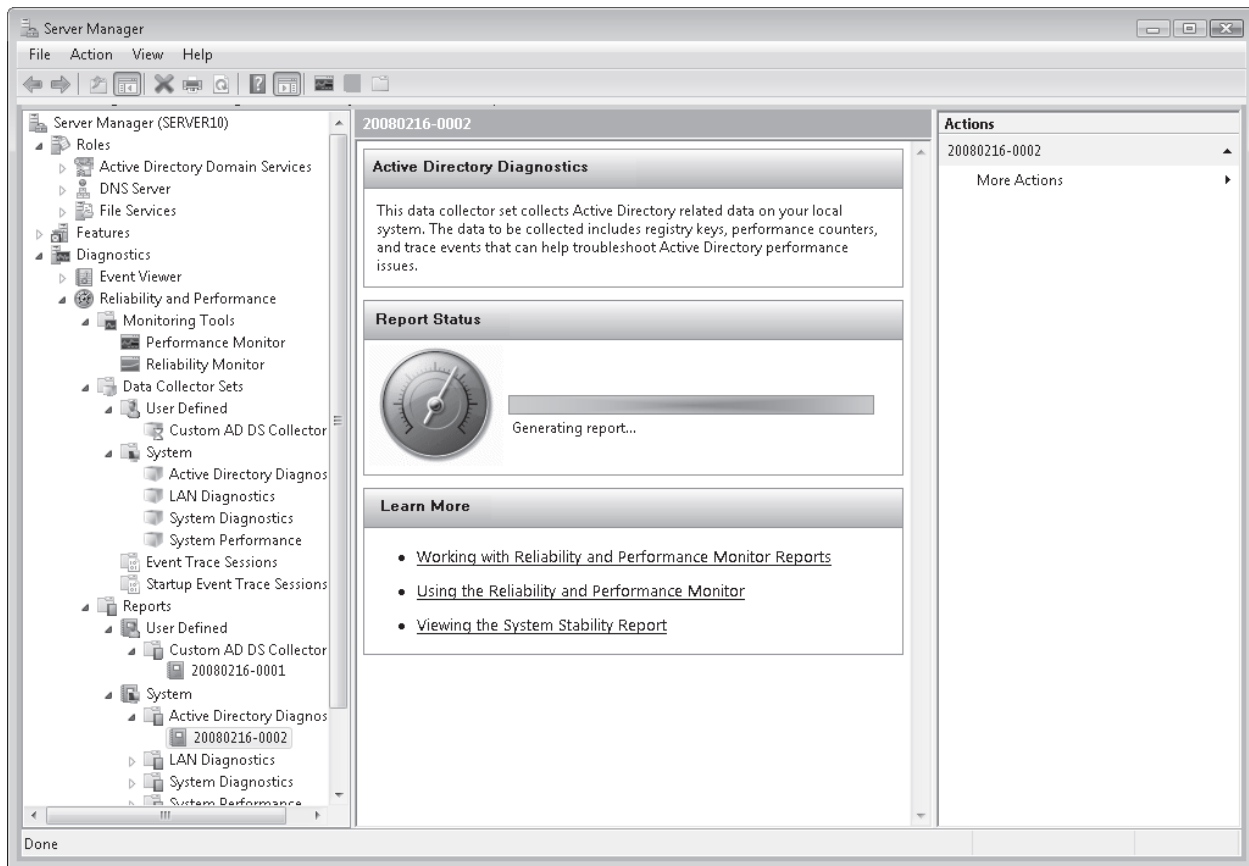 Server Manager
File Action View Help
Server Manager (SERVER10)
Roles
Active Directory Domain Services
DNS Server
File Services
Features
Diagnostics
Event Viewer
Reliability and Performance
Monitoring Tools
Performance Monitor
Reliability Monitor
Data Collector Sets
User Defined
Custom AD DS Collector
System
Active Directory Diagnos
LAN Diagnostics
System Diagnostics
System Performance
Event Trace Sessions
Startup Event Trace Sessions
Reports
User Defined
Custom AD DS Collector
20080216-0001
System
Active Directory Diagnos
20080216-0002
LAN Diagnostics
System Diagnostics
System Performance
20080216-0002
Active Directory Diagnostics
This data collector set collects Active Directory related data on your local
system. The data to be collected includes registry keys, performance counters,
and trace events that can help troubleshoot Active Directory performance
issues.
Report Status
Generating report...
Learn More
• Working with Reliability and Performance Monitor Reports
• Using the Reliability and Performance Monitor
• Viewing the System Stability Report
Actions
20080216-0002
More Actions
Done